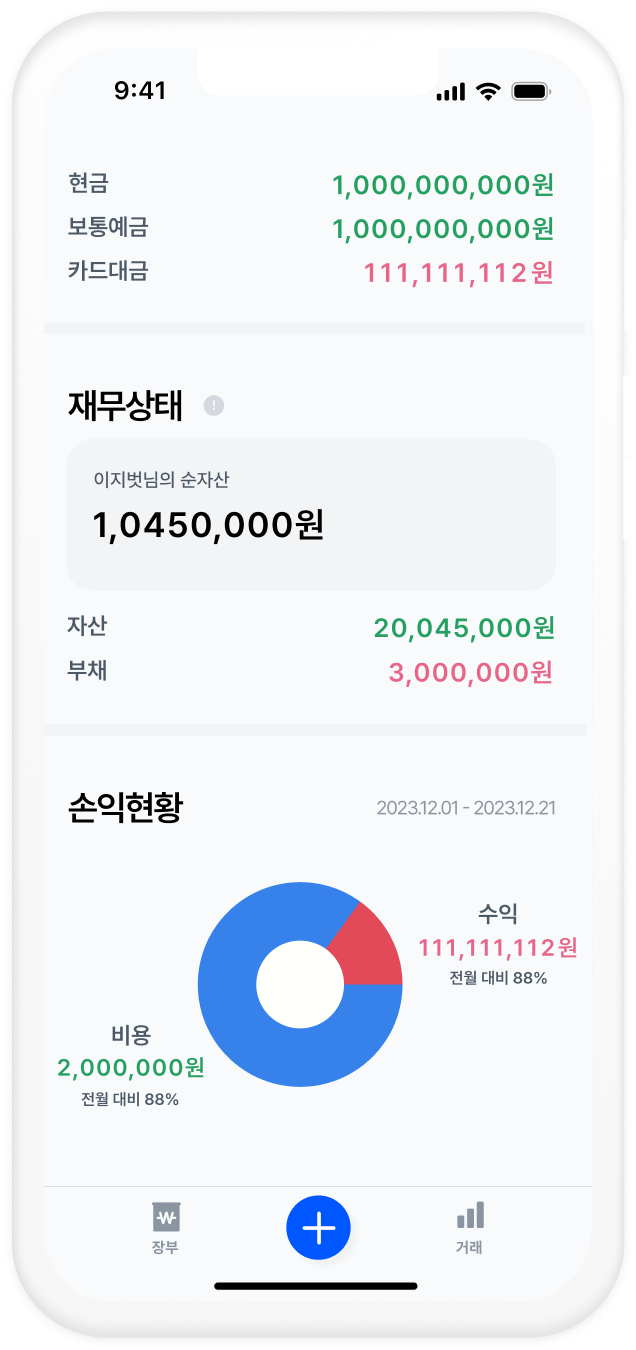 9:41
현금 1,000,000,000원
보통예금 1,000,000,000원
카드대금 111,111,112원
재무상태 !
이지벗님의 순자산
1,0450,000원
자산 20,045,000원
부채 3,000,000원
손익현황 2023.12.01 - 2023.12.21
수익
111,111,112원
전월 대비 88%
비용
2,000,000원
전월 대비 88%
장부 거래